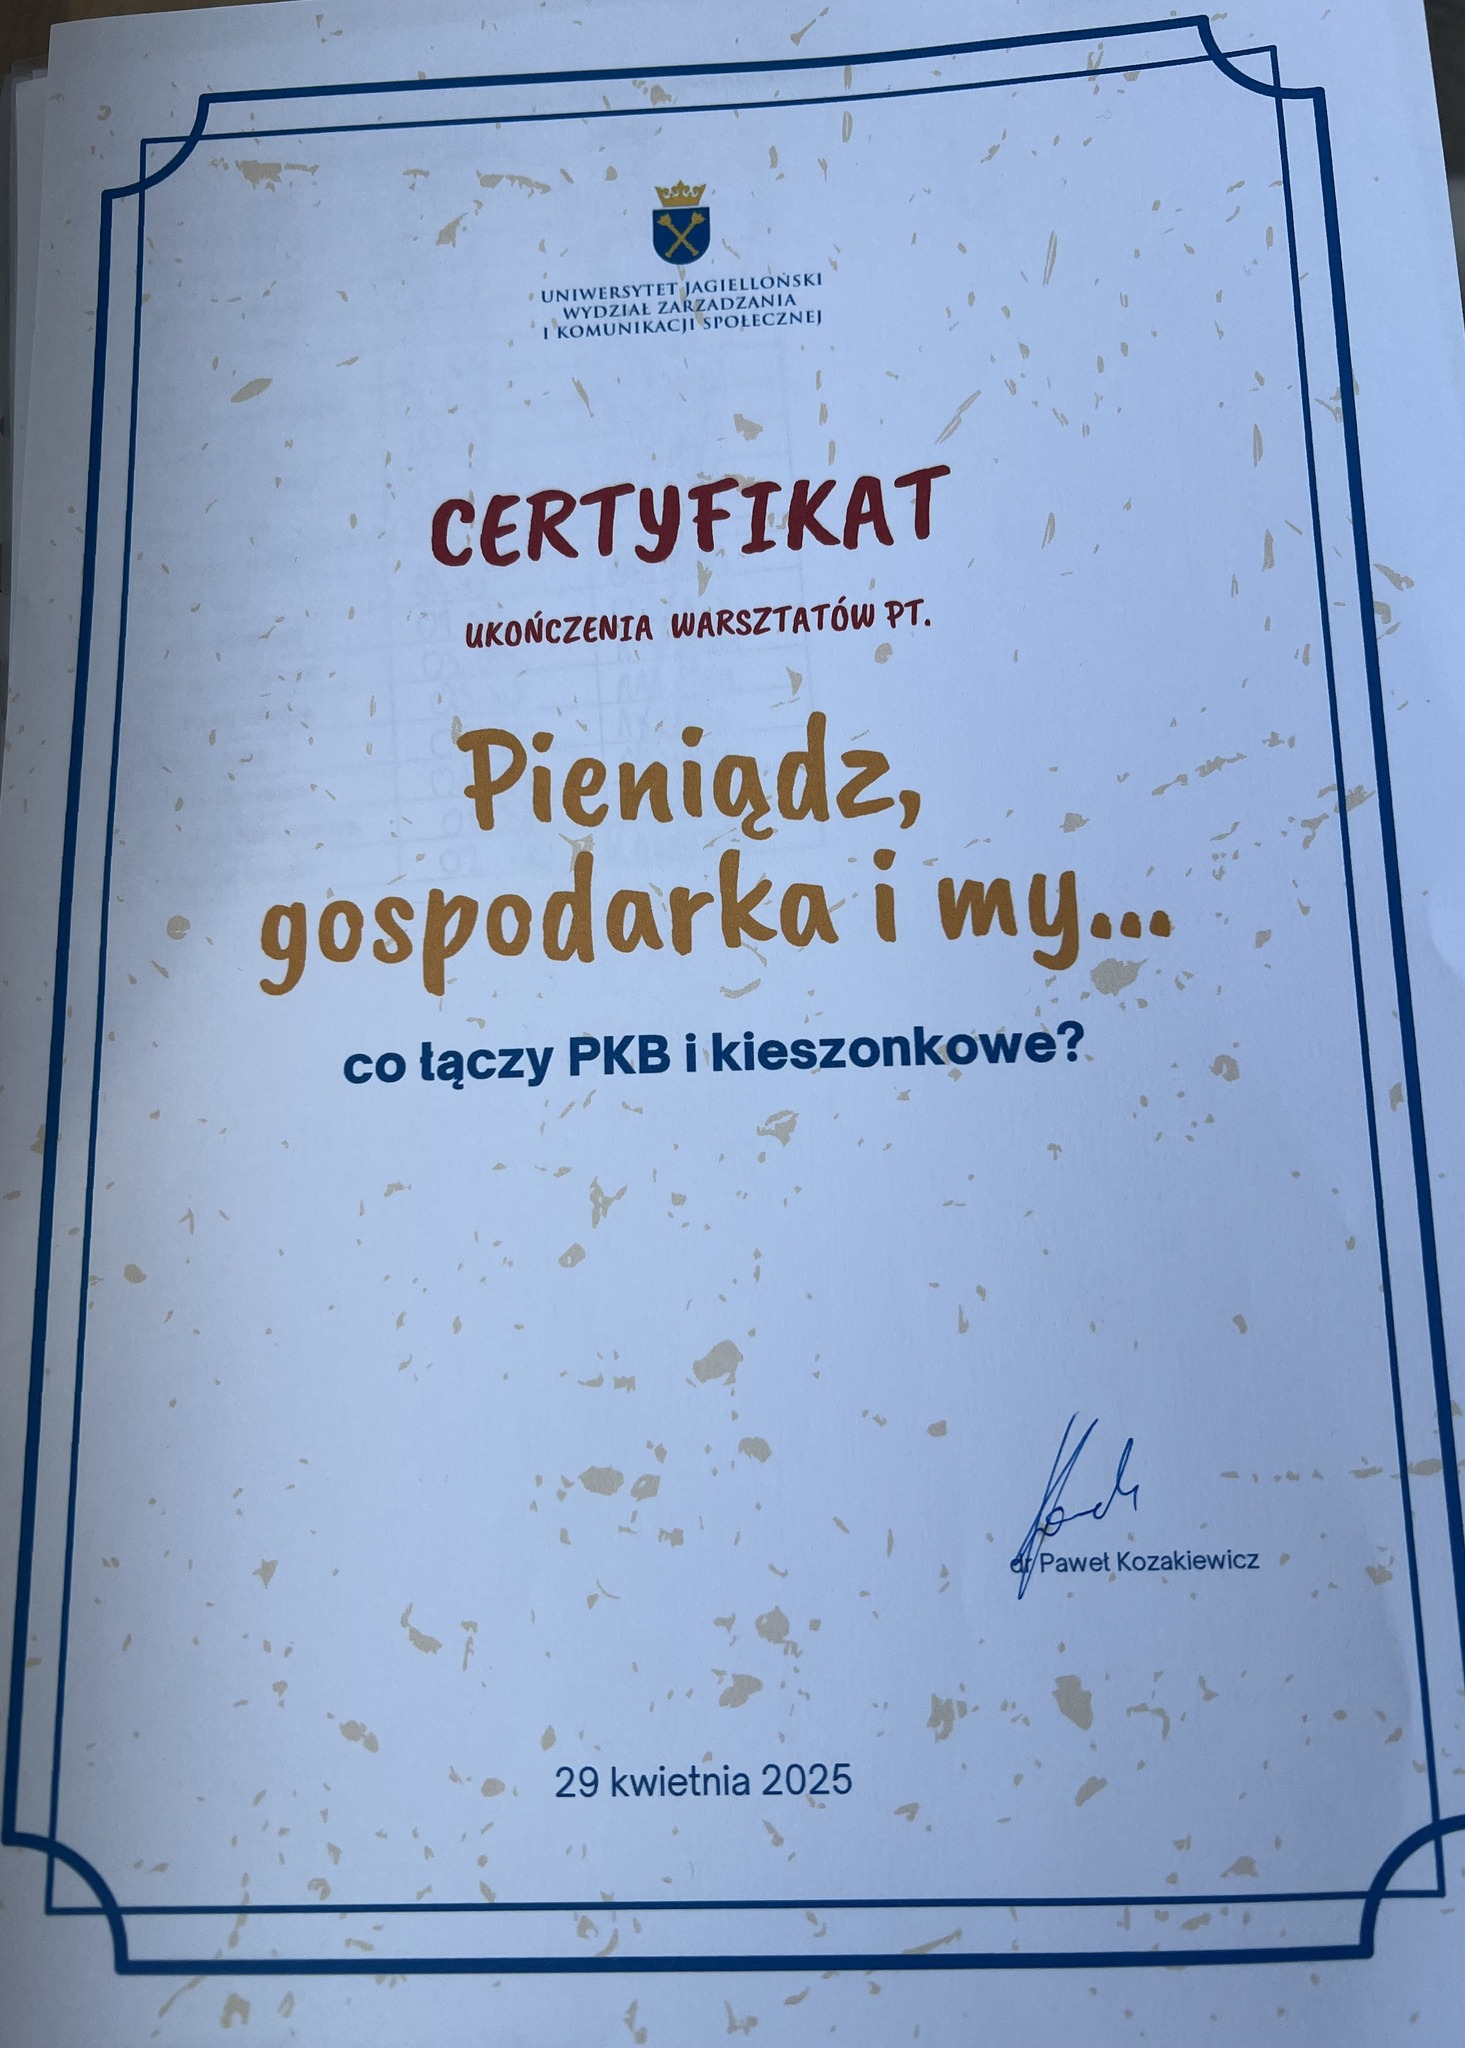 UNIWERSYTET JAGIELLOŃSKI
WYDZIAŁ ZARZĄDZANIA
I KOMUNIKACJI SPOŁECZNEJ
CERTYFIKAT
UKOŃCZENIA WARSZTATÓW PT.
Pieniądz,
gospodarka i my...
co łączy PKB i kieszonkowe?
dr Paweł Kozakiewicz
29 kwietnia 2025